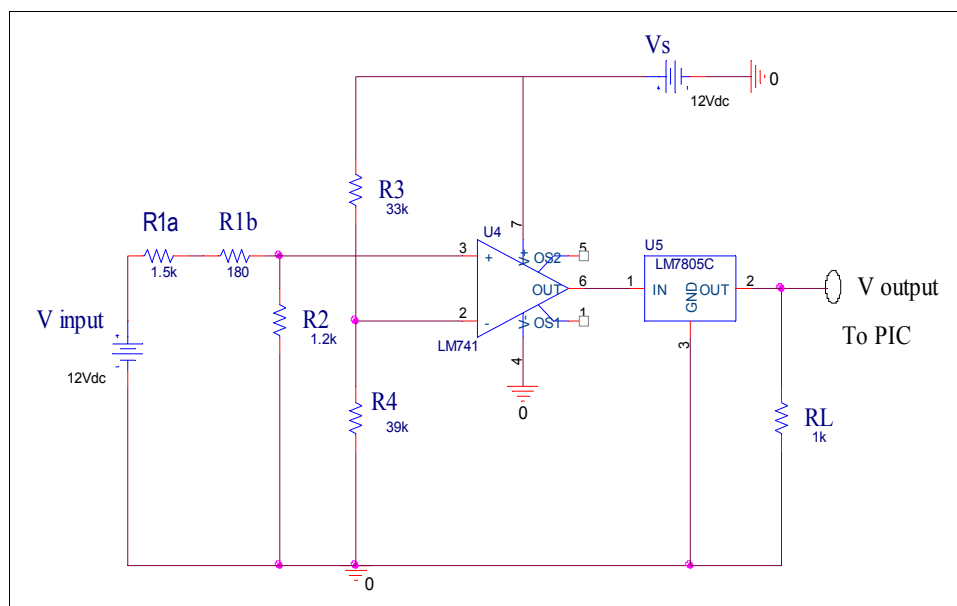 Vs
12Vdc
0
R3
33k
R1a
1.5k
R1b
180
V input
12Vdc
R2
1.2k
R4
39k
U4
3
+
2
-
7
V+
OS2
5
OUT
6
OS1
1
V-
4
LM741
0
U5
LM7805C
1
IN
OUT
2
GND
3
V output
To PIC
RL
1k
0